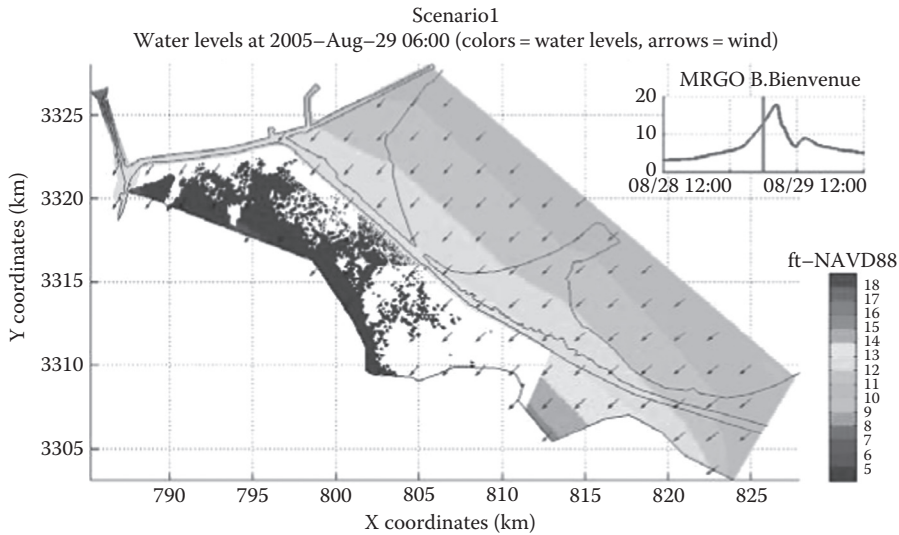 Scenario1
Water levels at 2005–Aug–29 06:00 (colors = water levels, arrows = wind)
MRGO B.Bienvenue
20
10
0
08/28 12:00 08/29 12:00
Y coordinates (km)
3325
3320
3315
3310
3305
790 795 800 805 810 815 820 825
X coordinates (km)
ft–NAVD88
18
17
16
15
14
13
12
11
10
9
8
7
6
5